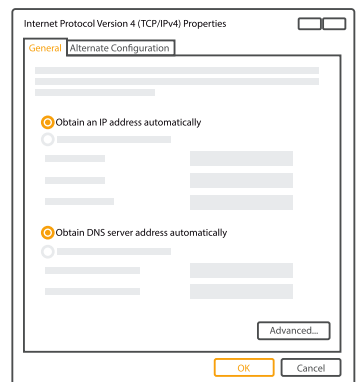 Internet Protocol Version 4 (TCP/IPv4) Properties
General
Alternate Configuration
Obtain an IP address automatically
Obtain DNS server address automatically
Advanced...
OK
Cancel